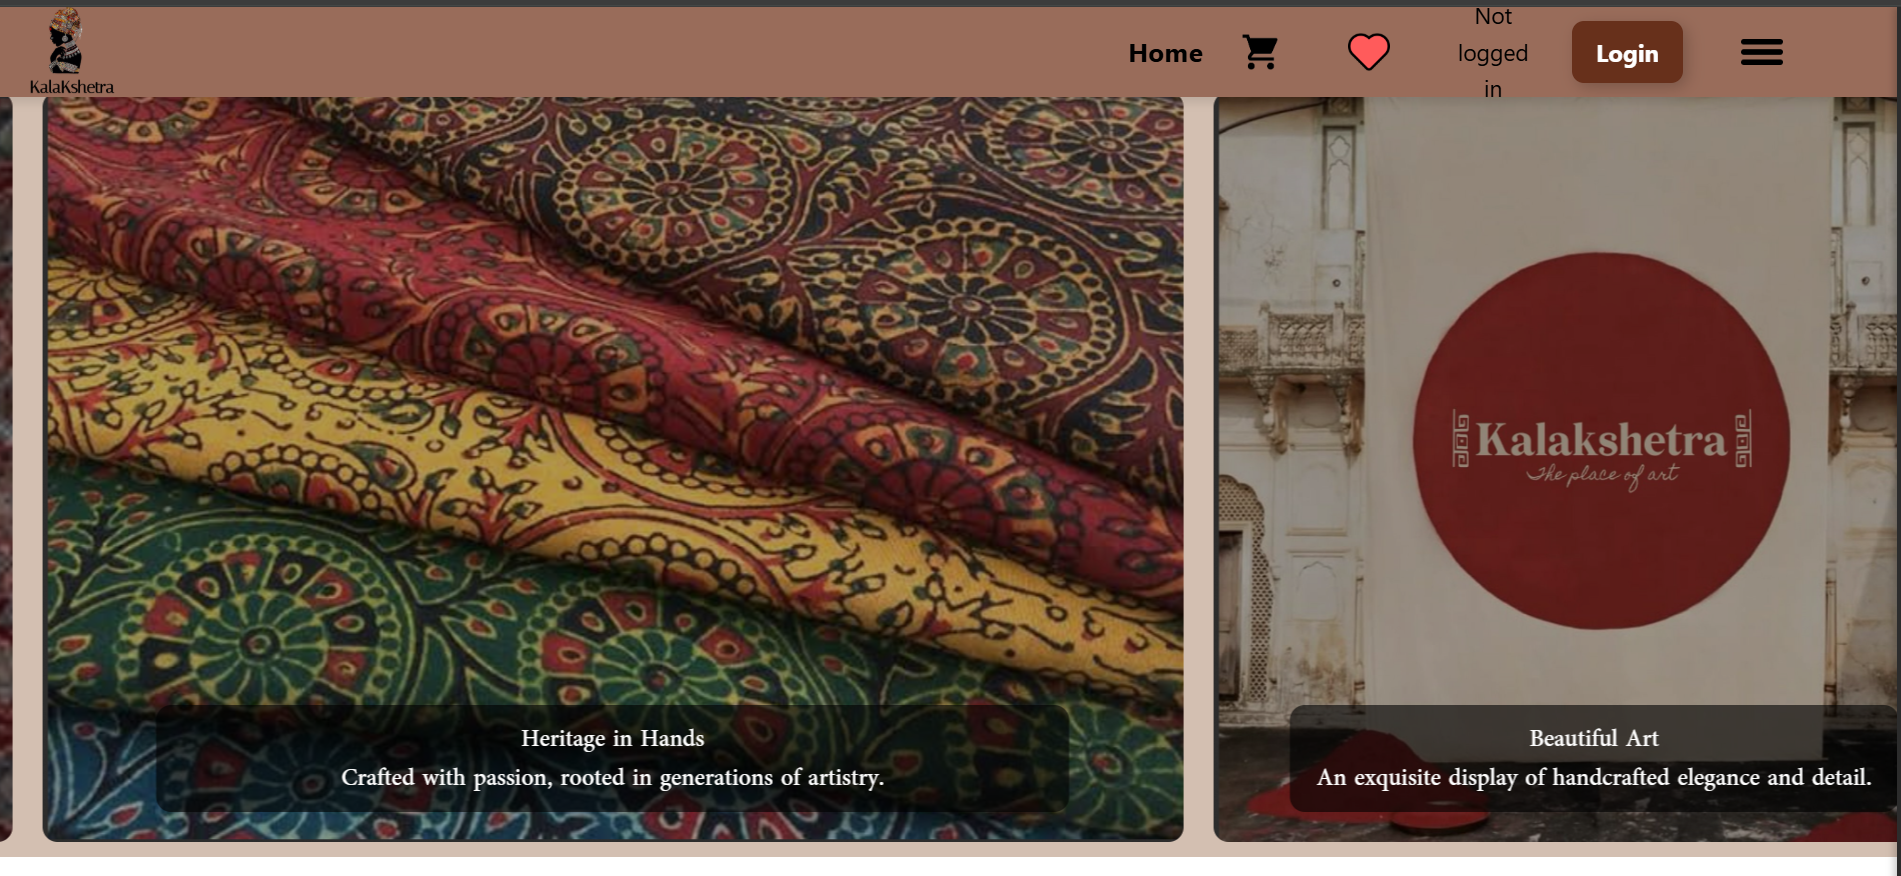 KalaKshetra
Home
Not
logged
in
Login
Kalakshetra
The place of art
Heritage in Hands
Crafted with passion, rooted in generations of artistry.
Beautiful Art
An exquisite display of handcrafted elegance and detail.